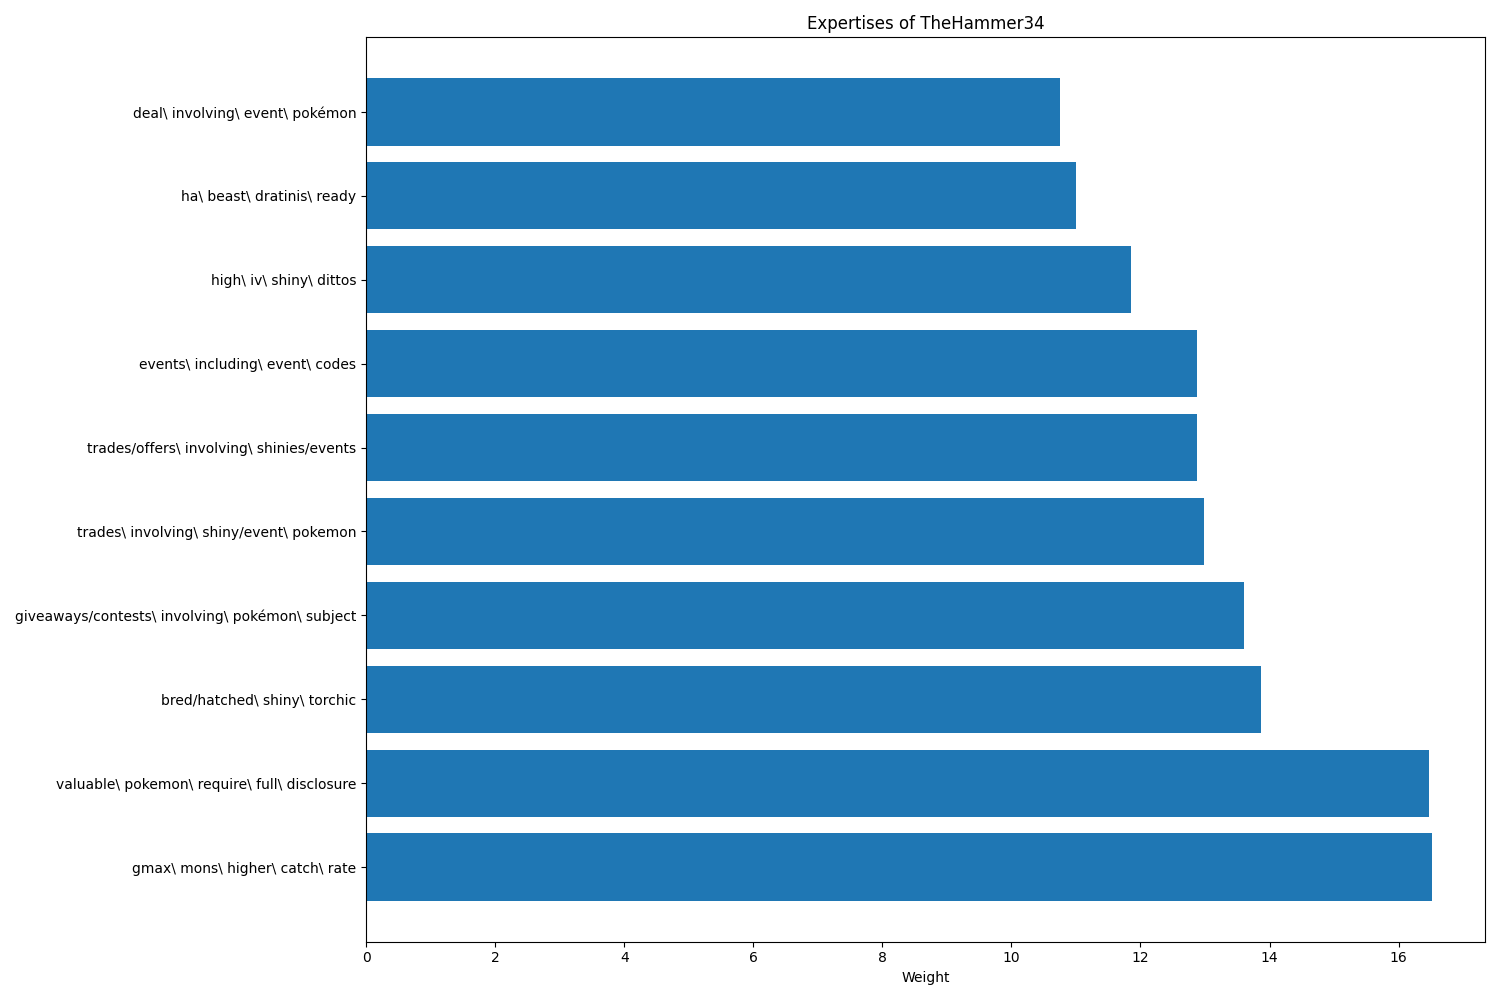 Expertises of TheHammer34
deal\ involving\ event\ pokémon
ha\ beast\ dratinis\ ready
high\ iv\ shiny\ dittos
events\ including\ event\ codes
trades/offers\ involving\ shinies/events
trades\ involving\ shiny/event\ pokemon
giveaways/contests\ involving\ pokémon\ subject
bred/hatched\ shiny\ torchic
valuable\ pokemon\ require\ full\ disclosure
gmax\ mons\ higher\ catch\ rate
0 2 4 6 8 10 12 14 16
Weight